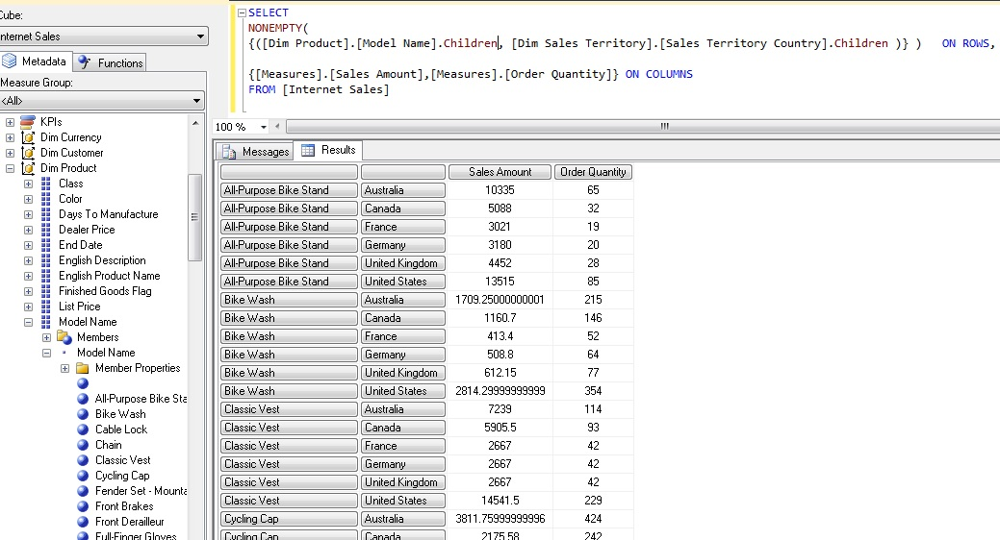 Cube:
Internet Sales
Metadata
Functions
Measure Group:
<All>
KPIs
Dim Currency
Dim Customer
Dim Product
Class
Color
Days To Manufacture
Dealer Price
End Date
English Description
English Product Name
Finished Goods Flag
List Price
Model Name
Members
Model Name
Member Properties
All-Purpose Bike Sta
Bike Wash
Cable Lock
Chain
Classic Vest
Cycling Cap
Fender Set - Mounta
Front Brakes
Front Derailleur
Full-Finger Gloves
SELECT
NONEMPTY(
{([Dim Product].[Model Name].Children, [Dim Sales Territory].[Sales Territory Country].Children )} ) ON ROWS,
{[Measures].[Sales Amount],[Measures].[Order Quantity]} ON COLUMNS
FROM [Internet Sales]
100 %
Messages
Results
Sales Amount Order Quantity
All-Purpose Bike Stand Australia 10335 65
All-Purpose Bike Stand Canada 5088 32
All-Purpose Bike Stand France 3021 19
All-Purpose Bike Stand Germany 3180 20
All-Purpose Bike Stand United Kingdom 4452 28
All-Purpose Bike Stand United States 13515 85
Bike Wash Australia 1709.25000000001 215
Bike Wash Canada 1160.7 146
Bike Wash France 413.4 52
Bike Wash Germany 508.8 64
Bike Wash United Kingdom 612.15 77
Bike Wash United States 2814.29999999999 354
Classic Vest Australia 7239 114
Classic Vest Canada 5905.5 93
Classic Vest France 2667 42
Classic Vest Germany 2667 42
Classic Vest United Kingdom 2667 42
Classic Vest United States 14541.5 229
Cycling Cap Australia 3811.75999999996 424
Cycling Cap Canada 2175.58 242